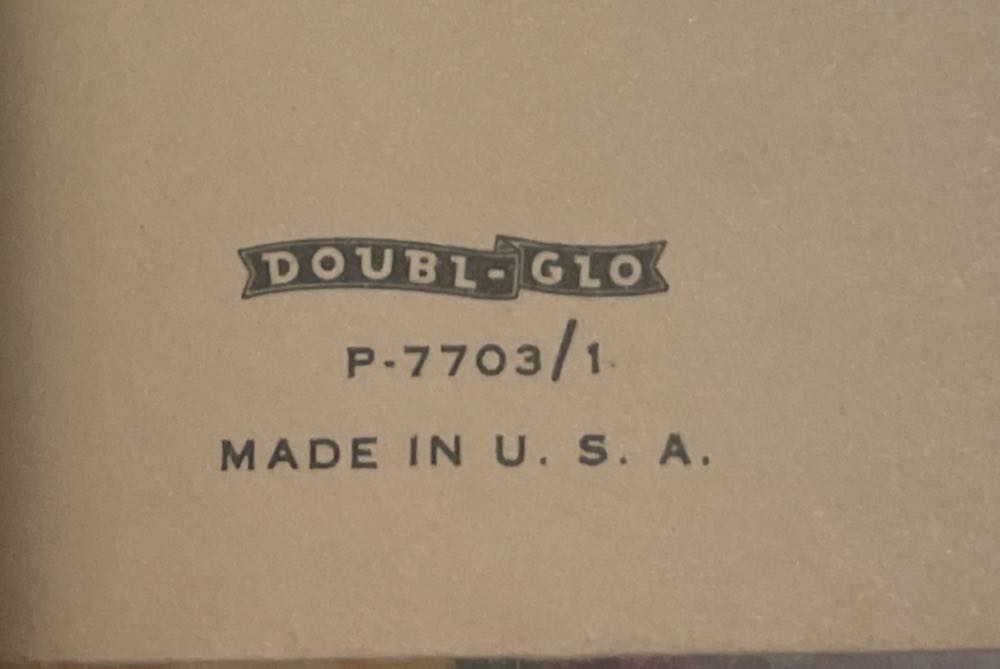 DOUBL-GLO
P-7703/1
MADE IN U. S. A.